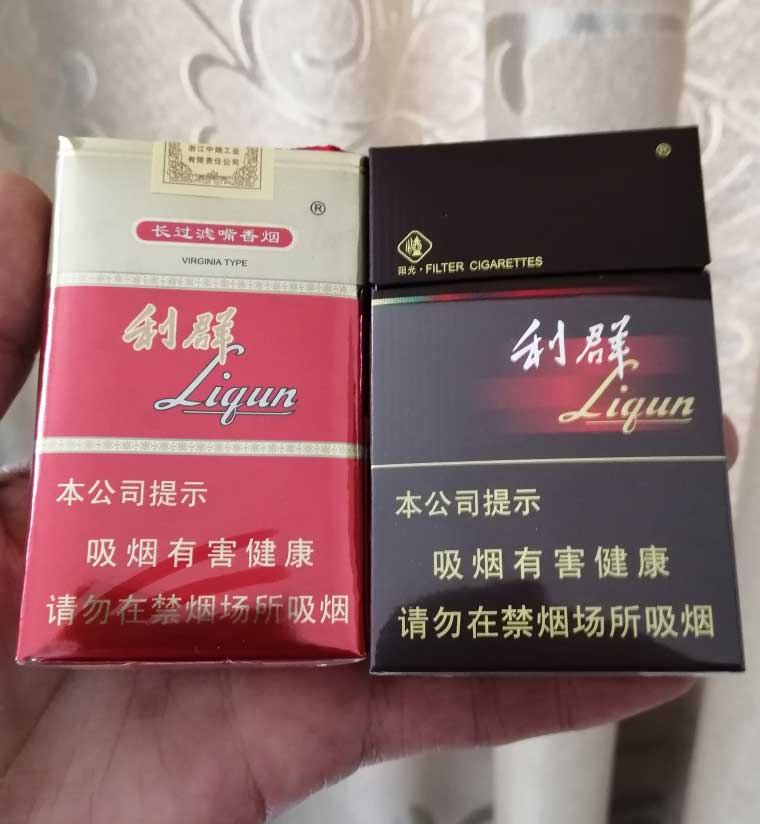 浙江中烟工业
有限责任公司
®
长过滤嘴香烟
VIRGINIA TYPE
利群
Liqun
本公司提示
吸烟有害健康
请勿在禁烟场所吸烟
®
阳光·FILTER CIGARETTES
利群
Liqun
本公司提示
吸烟有害健康
请勿在禁烟场所吸烟